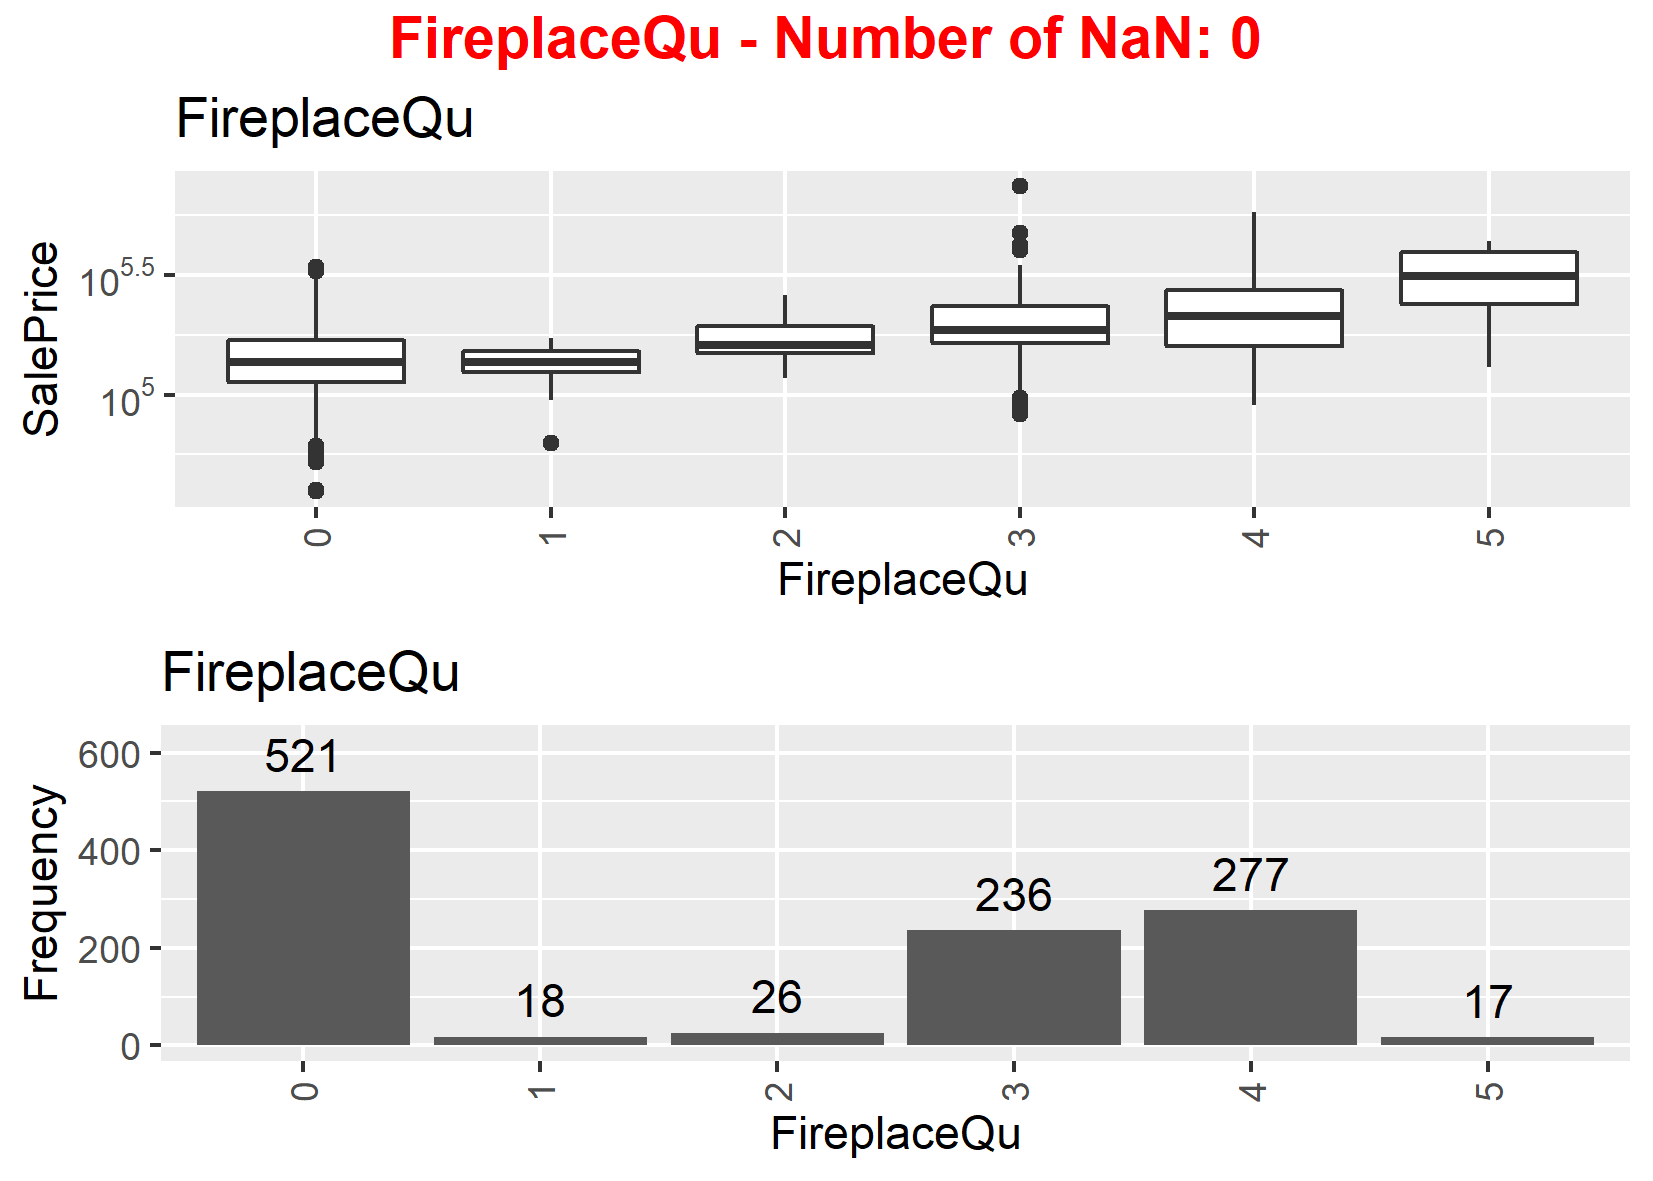 FireplaceQu - Number of NaN: 0
FireplaceQu
SalePrice
10^5.5
10^5
0 1 2 3 4 5
FireplaceQu
FireplaceQu
Frequency
600
400
200
0
521 18 26 236 277 17
0 1 2 3 4 5
FireplaceQu